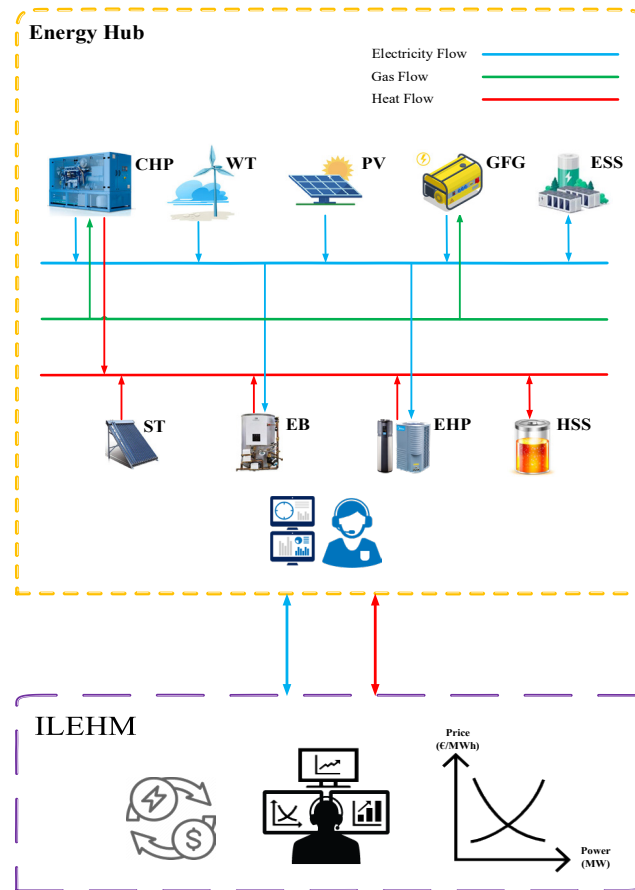 Energy Hub
Electricity Flow
Gas Flow
Heat Flow
CHP
WT
PV
GFG
ESS
ST
EB
EHP
HSS
ILEHM
Price
(€/MWh)
Power
(MW)
$